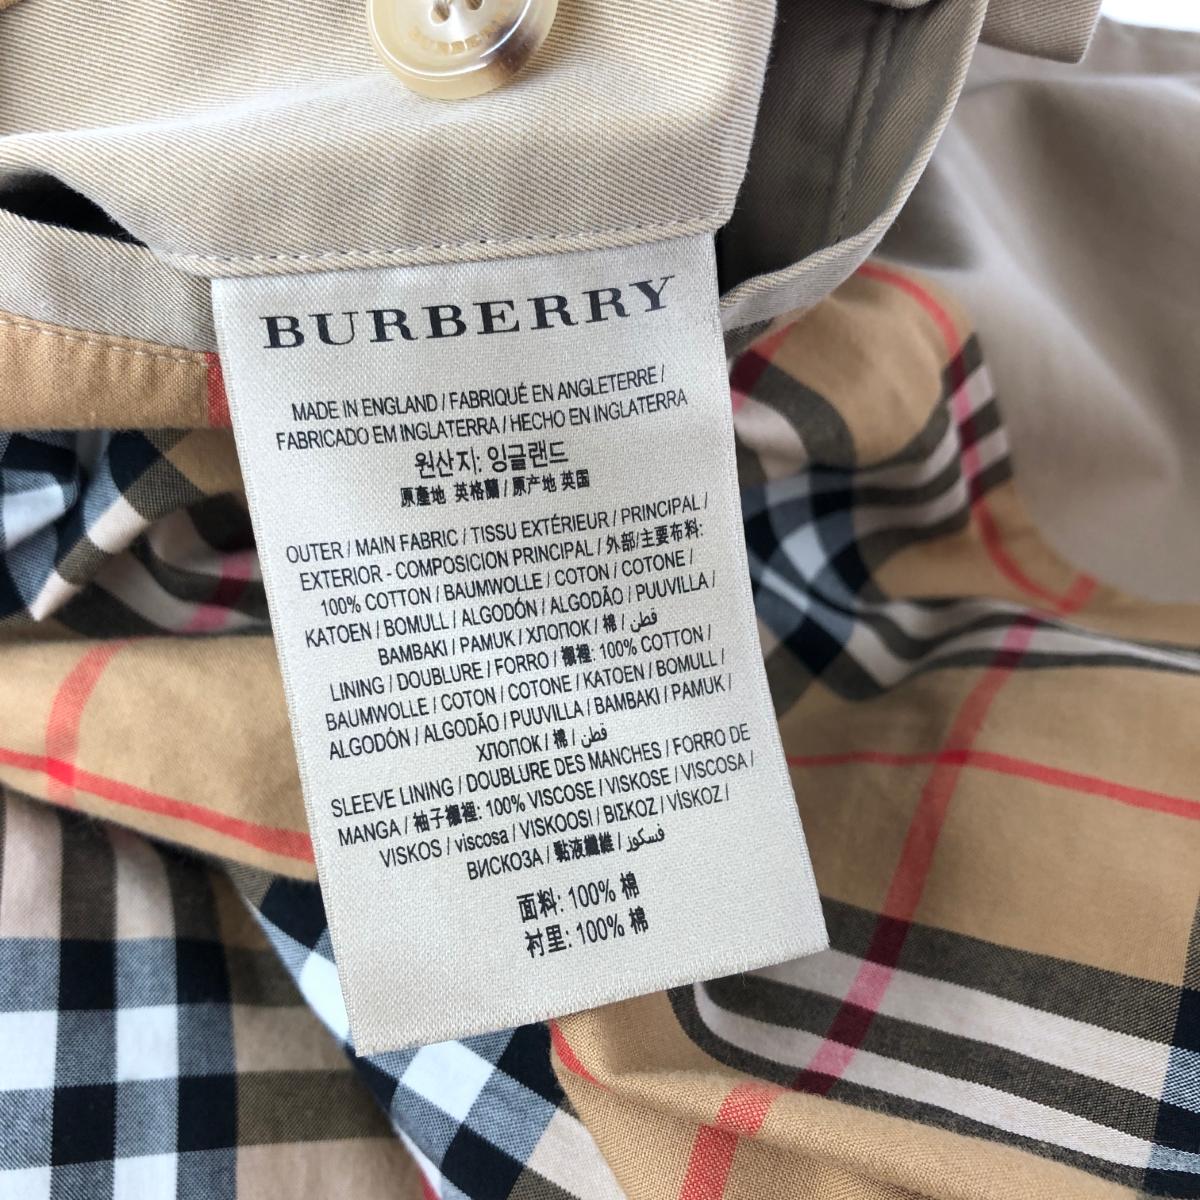 BURBERRY
BURBERRY
MADE IN ENGLAND / FABRIQUÉ EN ANGLETERRE /
FABRICADO EM INGLATERRA / HECHO EN INGLATERRA
원산지: 잉글랜드
原產地 英格蘭 / 原产地 英国
OUTER / MAIN FABRIC / TISSU EXTÉRIEUR / PRINCIPAL /
EXTERIOR - COMPOSICION PRINCIPAL / 外部/主要布料:
100% COTTON / BAUMWOLLE / COTON / COTONE /
KATOEN / BOMULL / ALGODÓN / ALGODÃO / PUUVILLA /
BAMBAKI / PAMUK / ХЛОПОК / 棉 / قطن
LINING / DOUBLURE / FORRO / 襯裡: 100% COTTON /
BAUMWOLLE / COTON / COTONE / KATOEN / BOMULL /
ALGODÓN / ALGODÃO / PUUVILLA / BAMBAKI / PAMUK /
ХЛОПОК / 棉 / قطن
SLEEVE LINING / DOUBLURE DES MANCHES / FORRO DE
MANGA / 袖子襯裡: 100% VISCOSE / VISKOSE / VISCOSA /
VISKOS / viscosa / VISKOOSI / ΒΙΣΚΟΖ / VİSKOZ /
ВИСКОЗА / 黏液纖維 / فسكوز
面料: 100% 棉
衬里: 100% 棉